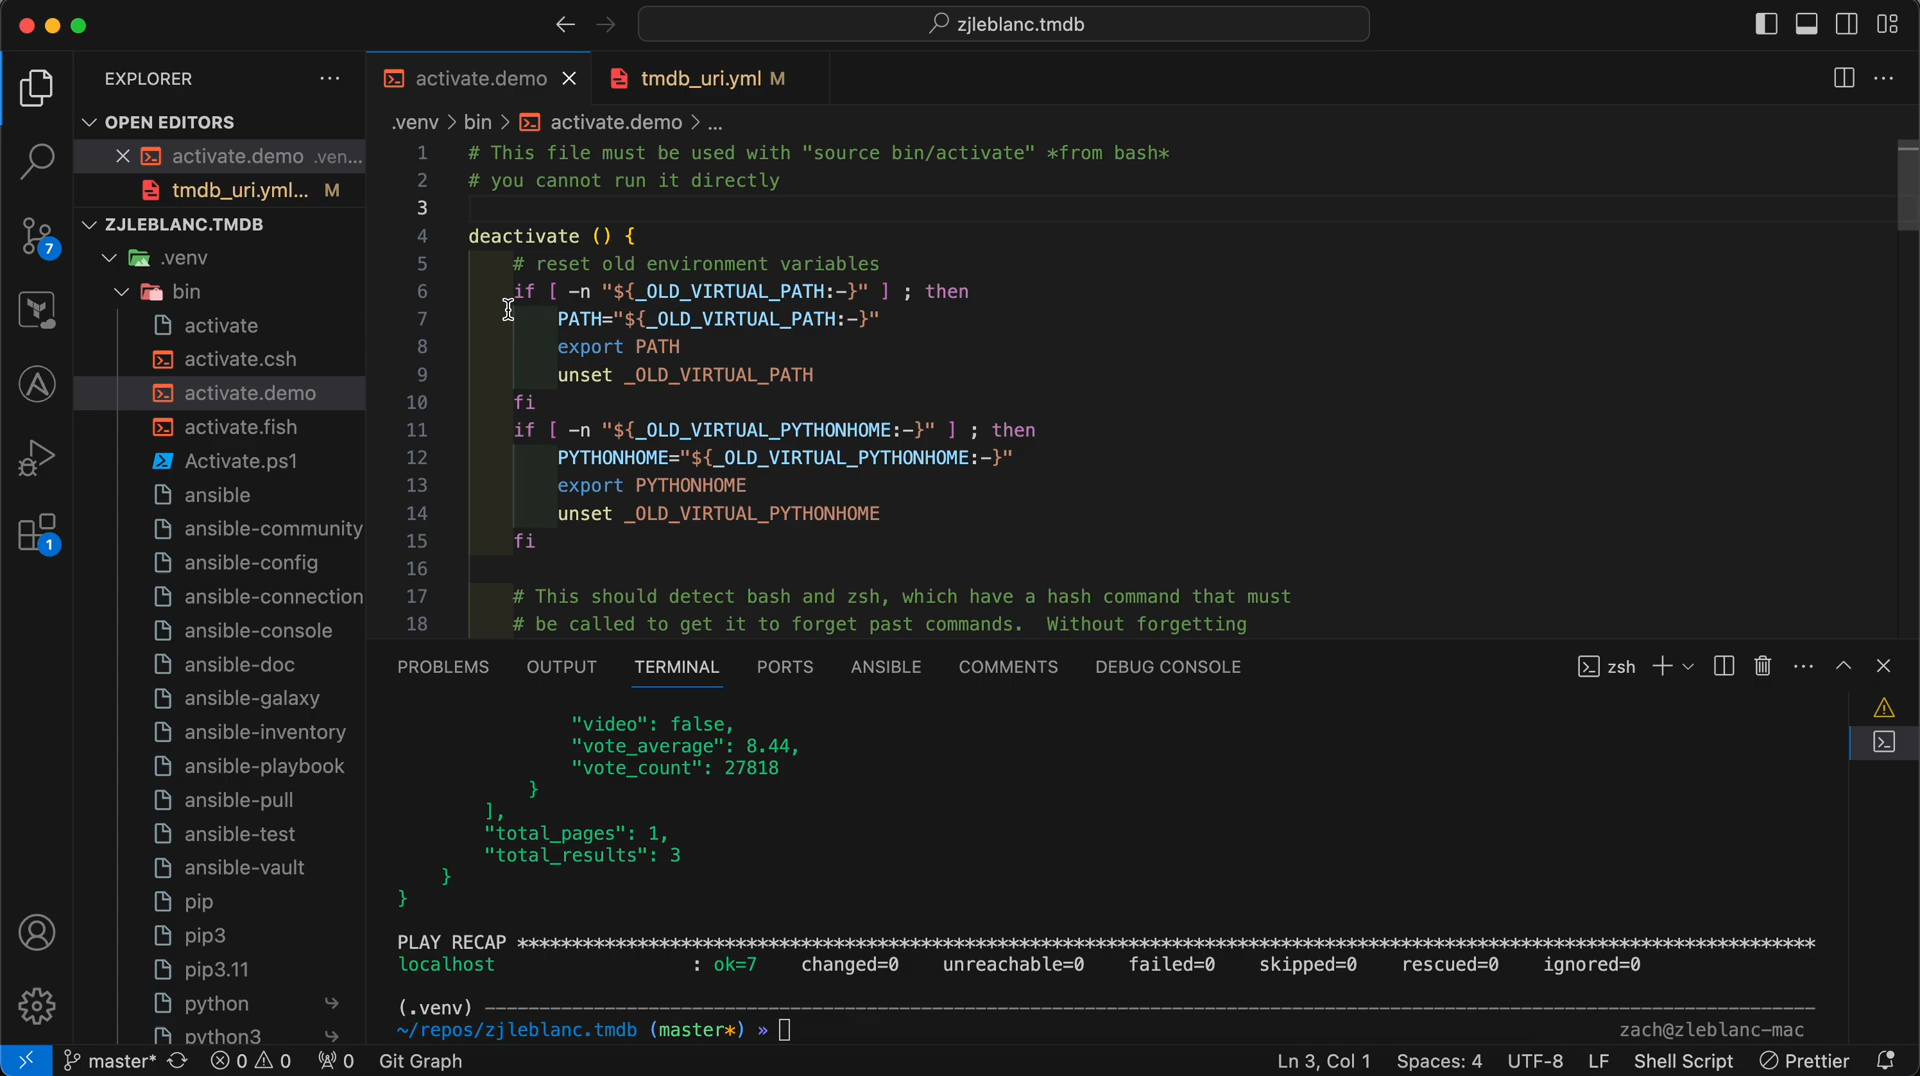 zjleblanc.tmdb
EXPLORER
OPEN EDITORS
activate.demo .ven...
tmdb_uri.yml... M
ZJLEBLANC.TMDB
.venv
bin
activate
activate.csh
activate.demo
activate.fish
Activate.ps1
ansible
ansible-community
ansible-config
ansible-connection
ansible-console
ansible-doc
ansible-galaxy
ansible-inventory
ansible-playbook
ansible-pull
ansible-test
ansible-vault
pip
pip3
pip3.11
python
python3
7
1
activate.demo
tmdb_uri.yml M
.venv > bin > activate.demo > ...
1 # This file must be used with "source bin/activate" *from bash*
2 # you cannot run it directly
3
4 deactivate () {
5 # reset old environment variables
6 if [ -n "${_OLD_VIRTUAL_PATH:-}" ] ; then
7 PATH="${_OLD_VIRTUAL_PATH:-}"
8 export PATH
9 unset _OLD_VIRTUAL_PATH
10 fi
11 if [ -n "${_OLD_VIRTUAL_PYTHONHOME:-}" ] ; then
12 PYTHONHOME="${_OLD_VIRTUAL_PYTHONHOME:-}"
13 export PYTHONHOME
14 unset _OLD_VIRTUAL_PYTHONHOME
15 fi
16
17 # This should detect bash and zsh, which have a hash command that must
18 # be called to get it to forget past commands.  Without forgetting
PROBLEMS OUTPUT TERMINAL PORTS ANSIBLE COMMENTS DEBUG CONSOLE
zsh
"video": false,
"vote_average": 8.44,
"vote_count": 27818
}
],
"total_pages": 1,
"total_results": 3
}
}
PLAY RECAP *********************************************************************************************************************
localhost : ok=7 changed=0 unreachable=0 failed=0 skipped=0 rescued=0 ignored=0
(.venv)
~/repos/zjleblanc.tmdb (master*) »
zach@zleblanc-mac
master* 0 0 0 Git Graph
Ln 3, Col 1 Spaces: 4 UTF-8 LF Shell Script Prettier